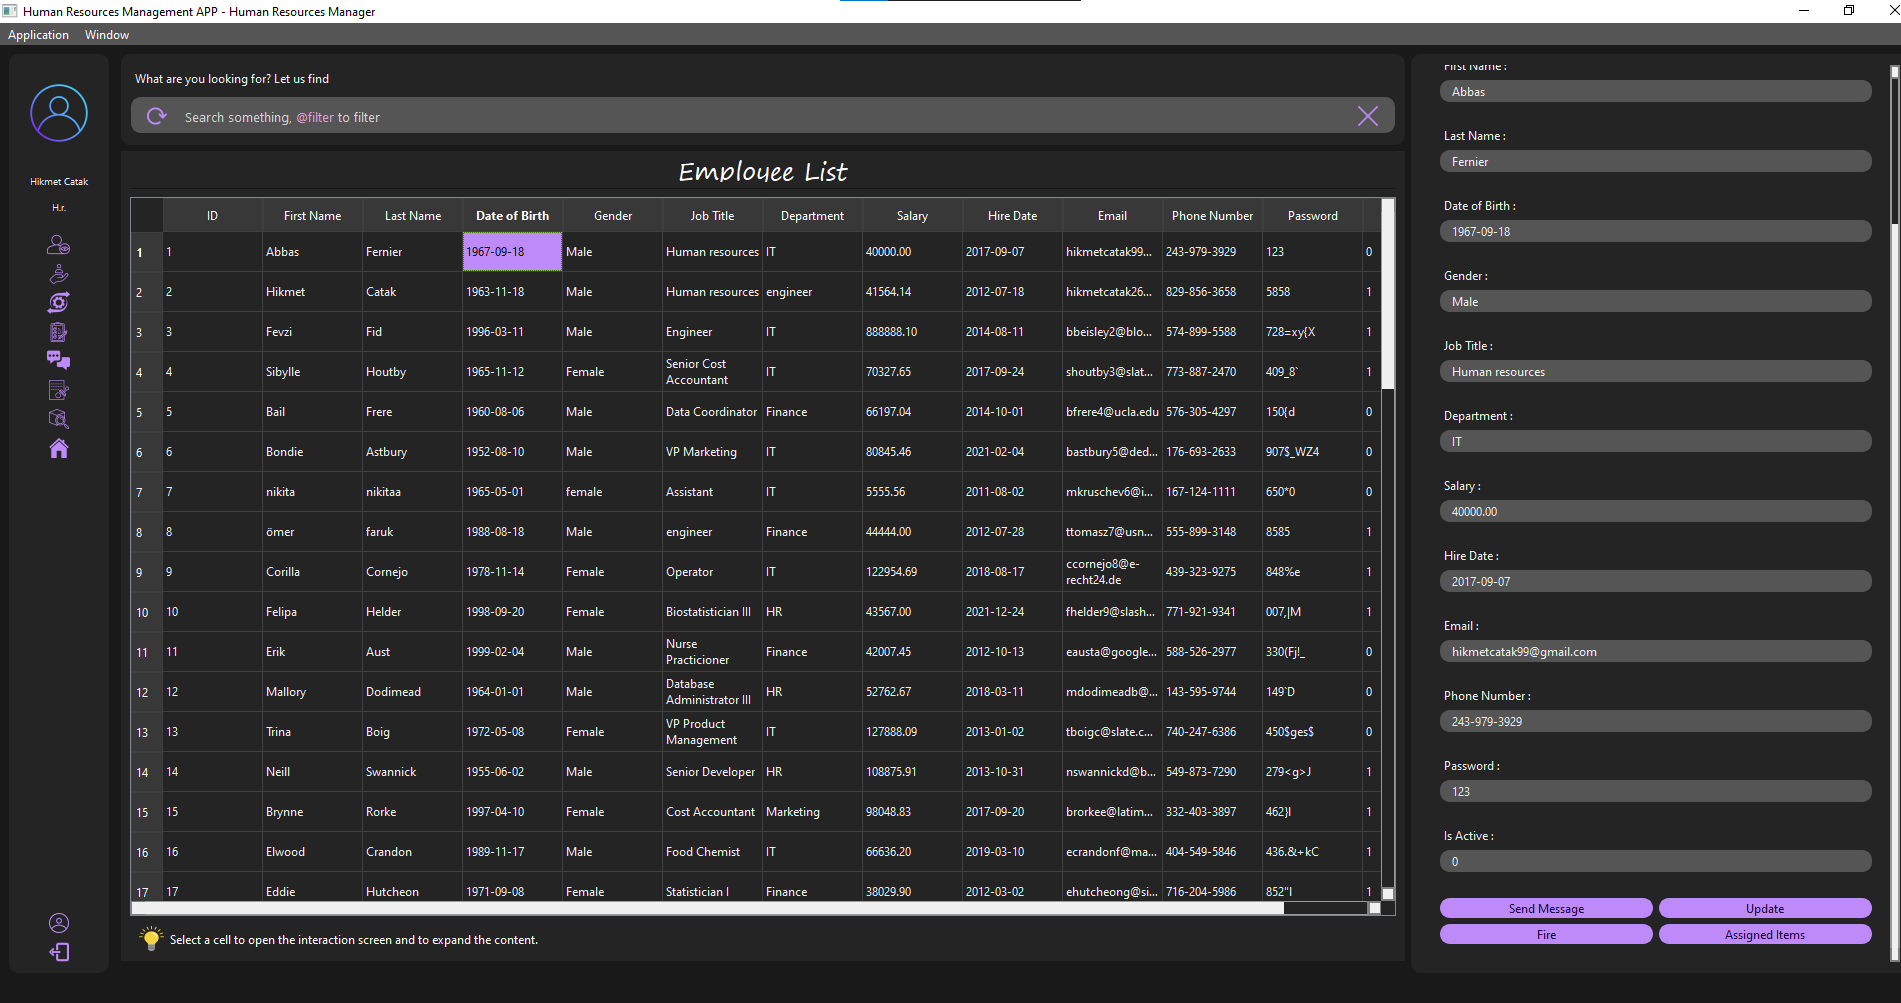 Human Resources Management APP - Human Resources Manager
Application Window
Hikmet Catak
H.r.
What are you looking for? Let us find
Search something, @filter to filter
Employee List
ID First Name Last Name Date of Birth Gender Job Title Department Salary Hire Date Email Phone Number Password
1 1 Abbas Fernier 1967-09-18 Male Human resources IT 40000.00 2017-09-07 hikmetcatak99... 243-979-3929 123 0
2 2 Hikmet Catak 1963-11-18 Male Human resources engineer 41564.14 2012-07-18 hikmetcatak26... 829-856-3658 5858 1
3 3 Fevzi Fid 1996-03-11 Male Engineer IT 888888.10 2014-08-11 bbeisley2@blo... 574-899-5588 728=xy{X 1
4 4 Sibylle Houtby 1965-11-12 Female Senior Cost Accountant IT 70327.65 2017-09-24 shoutby3@slat... 773-887-2470 409_8` 1
5 5 Bail Frere 1960-08-06 Male Data Coordinator Finance 66197.04 2014-10-01 bfrere4@ucla.edu 576-305-4297 150{d 0
6 6 Bondie Astbury 1952-08-10 Male VP Marketing IT 80845.46 2021-02-04 bastbury5@ded... 176-693-2633 907$_WZ4 0
7 7 nikita nikitaa 1965-05-01 female Assistant IT 5555.56 2011-08-02 mkruschev6@i... 167-124-1111 650*0 0
8 8 ömer faruk 1988-08-18 Male engineer Finance 44444.00 2012-07-28 ttomasz7@usn... 555-899-3148 8585 1
9 9 Corilla Cornejo 1978-11-14 Female Operator IT 122954.69 2018-08-17 ccornejo8@e-recht24.de 439-323-9275 848%e 1
10 10 Felipa Helder 1998-09-20 Female Biostatistician III HR 43567.00 2021-12-24 fhelder9@slash... 771-921-9341 007,|M 1
11 11 Erik Aust 1999-02-04 Male Nurse Practicioner Finance 42007.45 2012-10-13 eausta@google... 588-526-2977 330(Fj!_ 0
12 12 Mallory Dodimead 1964-01-01 Male Database Administrator III HR 52762.67 2018-03-11 mdodimeadb@... 143-595-9744 149`D 0
13 13 Trina Boig 1972-05-08 Female VP Product Management IT 127888.09 2013-01-02 tboigc@slate.c... 740-247-6386 450$ges$ 0
14 14 Neill Swannick 1955-06-02 Male Senior Developer HR 108875.91 2013-10-31 nswannickd@b... 549-873-7290 279<g>J 1
15 15 Brynne Rorke 1997-04-10 Female Cost Accountant Marketing 98048.83 2017-09-20 brorkee@latim... 332-403-3897 462}I 1
16 16 Elwood Crandon 1989-11-17 Male Food Chemist IT 66636.20 2019-03-10 ecrandonf@ma... 404-549-5846 436.&+kC 1
17 17 Eddie Hutcheon 1971-09-08 Female Statistician I Finance 38029.90 2012-03-02 ehutcheong@si... 716-204-5986 852"I 1
Select a cell to open the interaction screen and to expand the content.
First Name :
Abbas
Last Name :
Fernier
Date of Birth :
1967-09-18
Gender :
Male
Job Title :
Human resources
Department :
IT
Salary :
40000.00
Hire Date :
2017-09-07
Email :
hikmetcatak99@gmail.com
Phone Number :
243-979-3929
Password :
123
Is Active :
0
Send Message Update
Fire Assigned Items